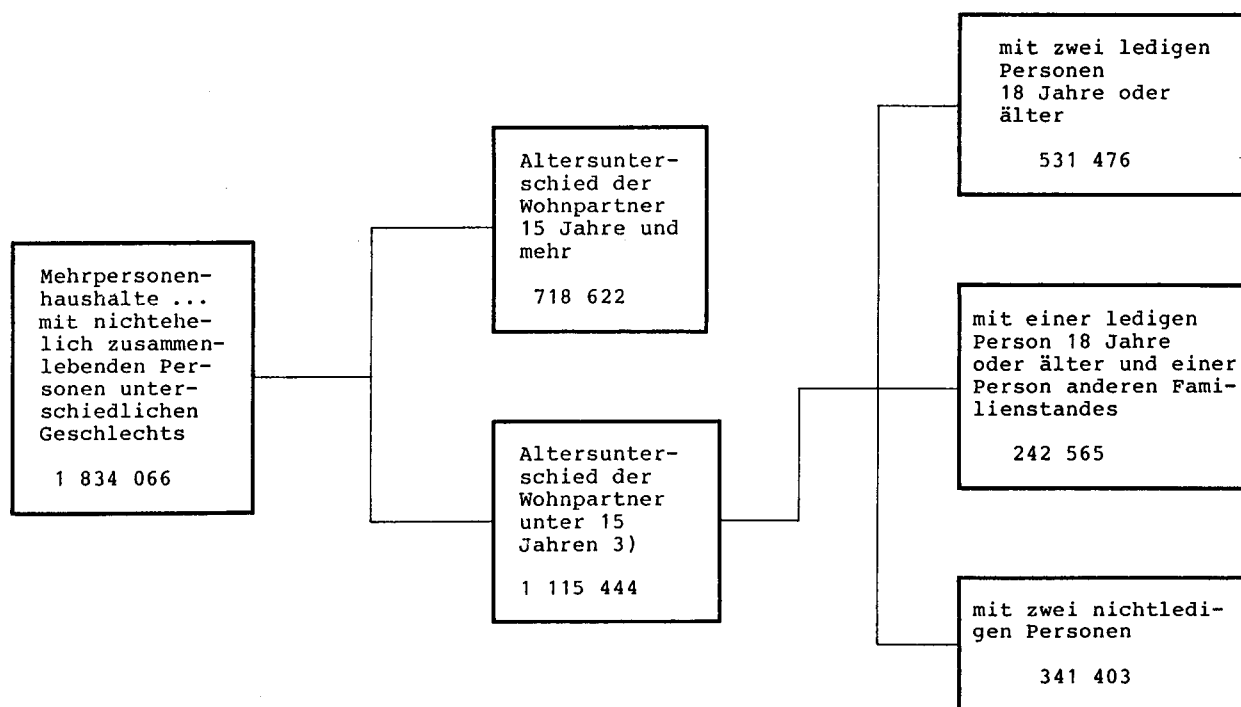 Mehrpersonen-
haushalte ...
mit nichtehe-
lich zusammen-
lebenden Per-
sonen unter-
schiedlichen
Geschlechts
1 834 066
Altersunter-
schied der
Wohnpartner
15 Jahre und
mehr
718 622
Altersunter-
schied der
Wohnpartner
unter 15
Jahren 3)
1 115 444
mit zwei ledigen
Personen
18 Jahre oder
älter
531 476
mit einer ledigen
Person 18 Jahre
oder älter und einer
Person anderen Fami-
lienstandes
242 565
mit zwei nichtledi-
gen Personen
341 403